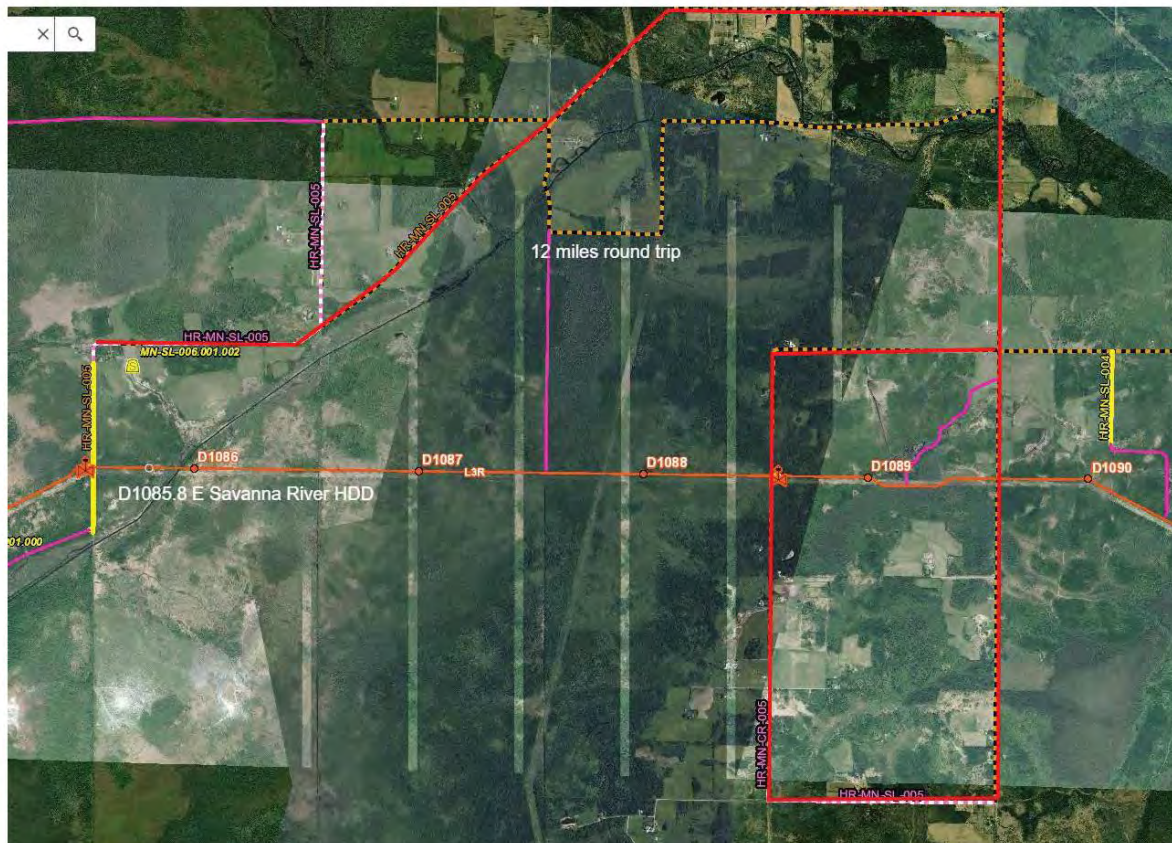 HR-MN-SL-005
HR-MN-SL-005
12 miles round trip
HR-MN-SL-005
MN-SL-006.001.002
HR-MN-SL-005
HR-MN-SL-004
D1086
D1087
L3R
D1088
D1089
D1090
D1085.8 E Savanna River HDD
01.000
HR-MN-CR-005
HR-MN-SL-005